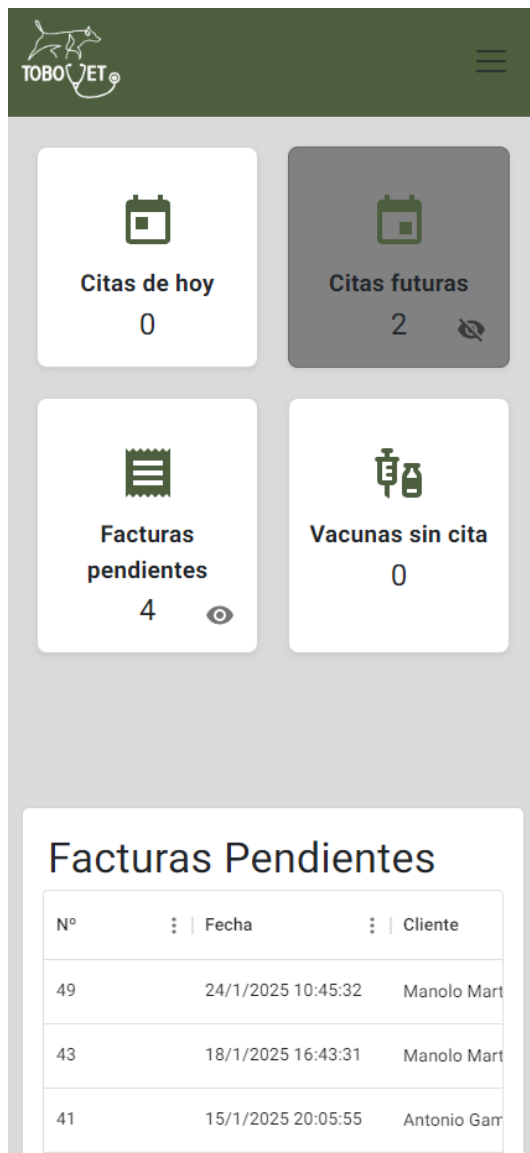 TOBOVET
Citas de hoy
0
Citas futuras
2
Facturas
pendientes
4
Vacunas sin cita
0
Facturas Pendientes
Nº Fecha Cliente
49 24/1/2025 10:45:32 Manolo Mart
43 18/1/2025 16:43:31 Manolo Mart
41 15/1/2025 20:05:55 Antonio Gam